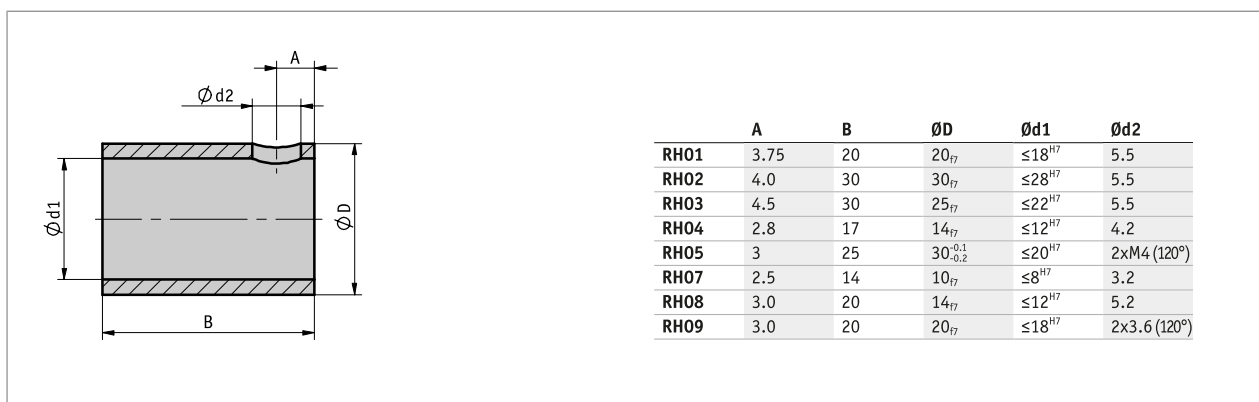 A
Ød2
Ød1
ØD
B
A B ØD Ød1 Ød2
RH01 3.75 20 20f7 ≤18H7 5.5
RH02 4.0 30 30f7 ≤28H7 5.5
RH03 4.5 30 25f7 ≤22H7 5.5
RH04 2.8 17 14f7 ≤12H7 4.2
RH05 3 25 30-0.1-0.2 ≤20H7 2xM4 (120°)
RH07 2.5 14 10f7 ≤8H7 3.2
RH08 3.0 20 14f7 ≤12H7 5.2
RH09 3.0 20 20f7 ≤18H7 2x3.6 (120°)